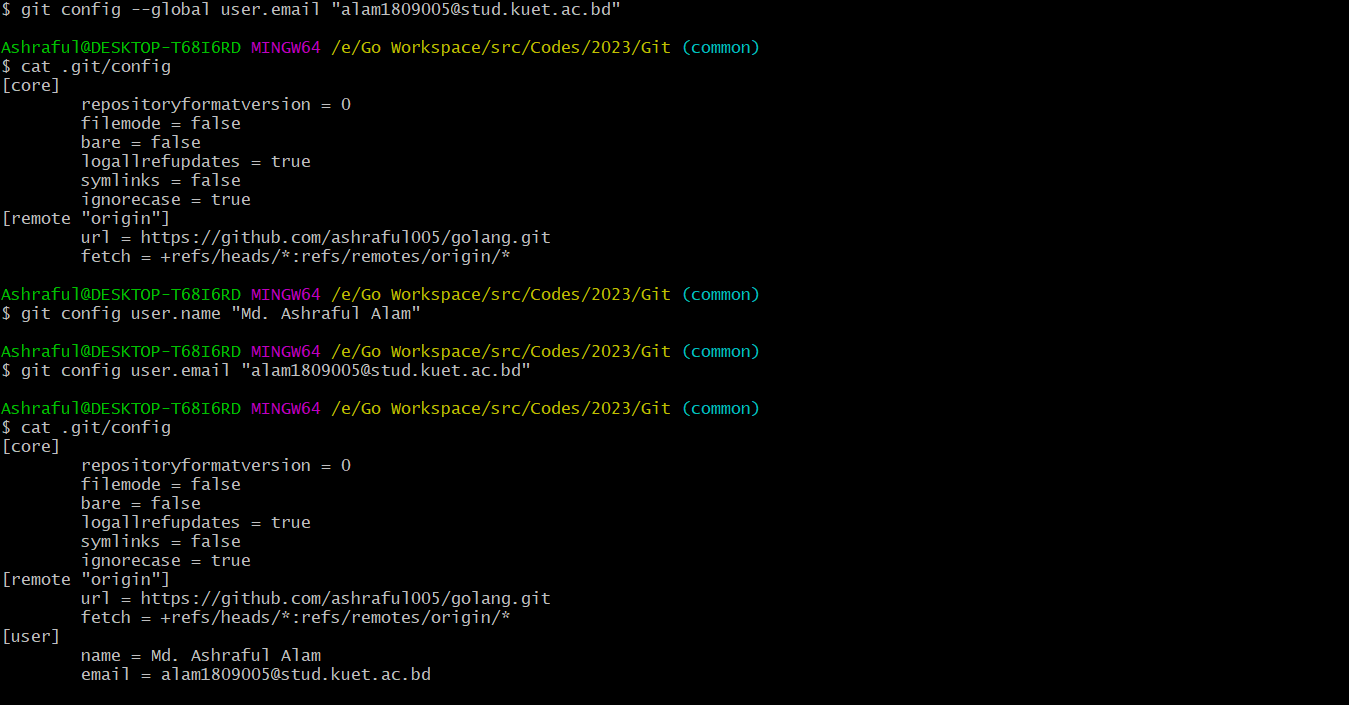 $ git config --global user.email "alam1809005@stud.kuet.ac.bd"
Ashraful@DESKTOP-T68I6RD MINGW64 /e/Go Workspace/src/Codes/2023/Git (common)
$ cat .git/config
[core]
repositoryformatversion = 0
filemode = false
bare = false
logallrefupdates = true
symlinks = false
ignorecase = true
[remote "origin"]
url = https://github.com/ashraful005/golang.git
fetch = +refs/heads/*:refs/remotes/origin/*
Ashraful@DESKTOP-T68I6RD MINGW64 /e/Go Workspace/src/Codes/2023/Git (common)
$ git config user.name "Md. Ashraful Alam"
Ashraful@DESKTOP-T68I6RD MINGW64 /e/Go Workspace/src/Codes/2023/Git (common)
$ git config user.email "alam1809005@stud.kuet.ac.bd"
Ashraful@DESKTOP-T68I6RD MINGW64 /e/Go Workspace/src/Codes/2023/Git (common)
$ cat .git/config
[core]
repositoryformatversion = 0
filemode = false
bare = false
logallrefupdates = true
symlinks = false
ignorecase = true
[remote "origin"]
url = https://github.com/ashraful005/golang.git
fetch = +refs/heads/*:refs/remotes/origin/*
[user]
name = Md. Ashraful Alam
email = alam1809005@stud.kuet.ac.bd